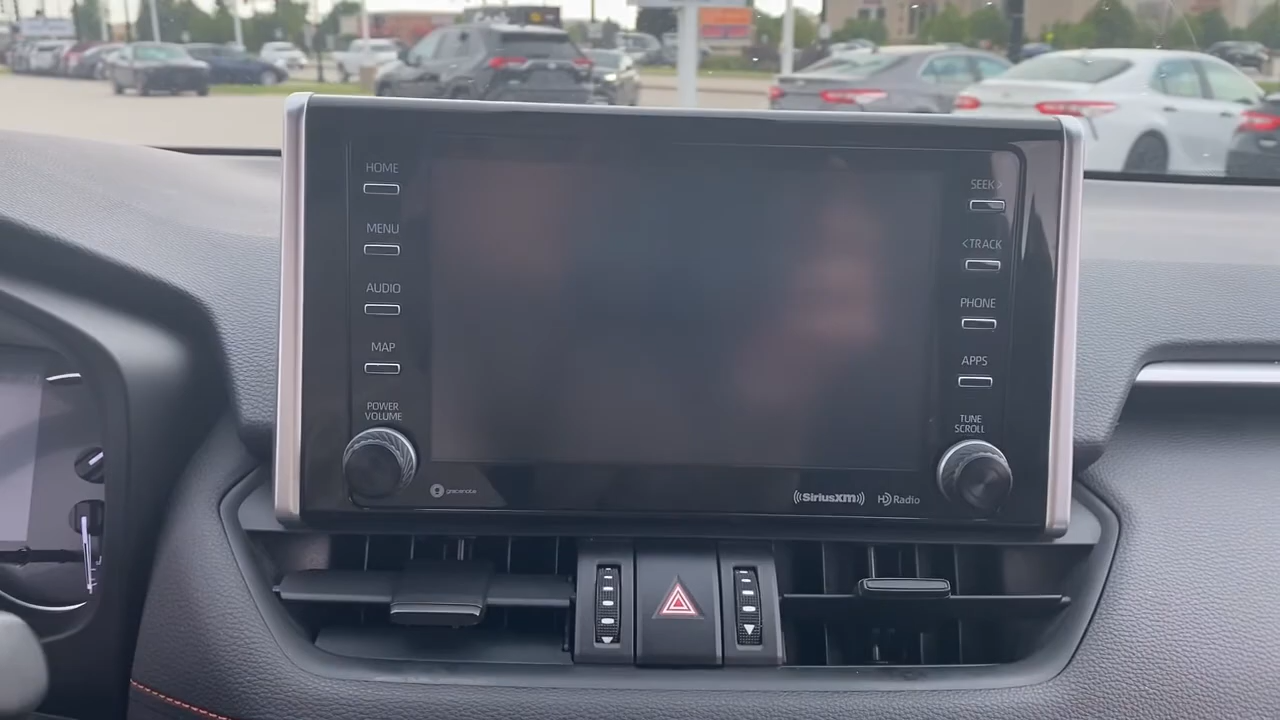 HOME
MENU
AUDIO
MAP
POWER
VOLUME
gracenote
SEEK >
< TRACK
PHONE
APPS
TUNE
SCROLL
((SiriusXM))
HD Radio